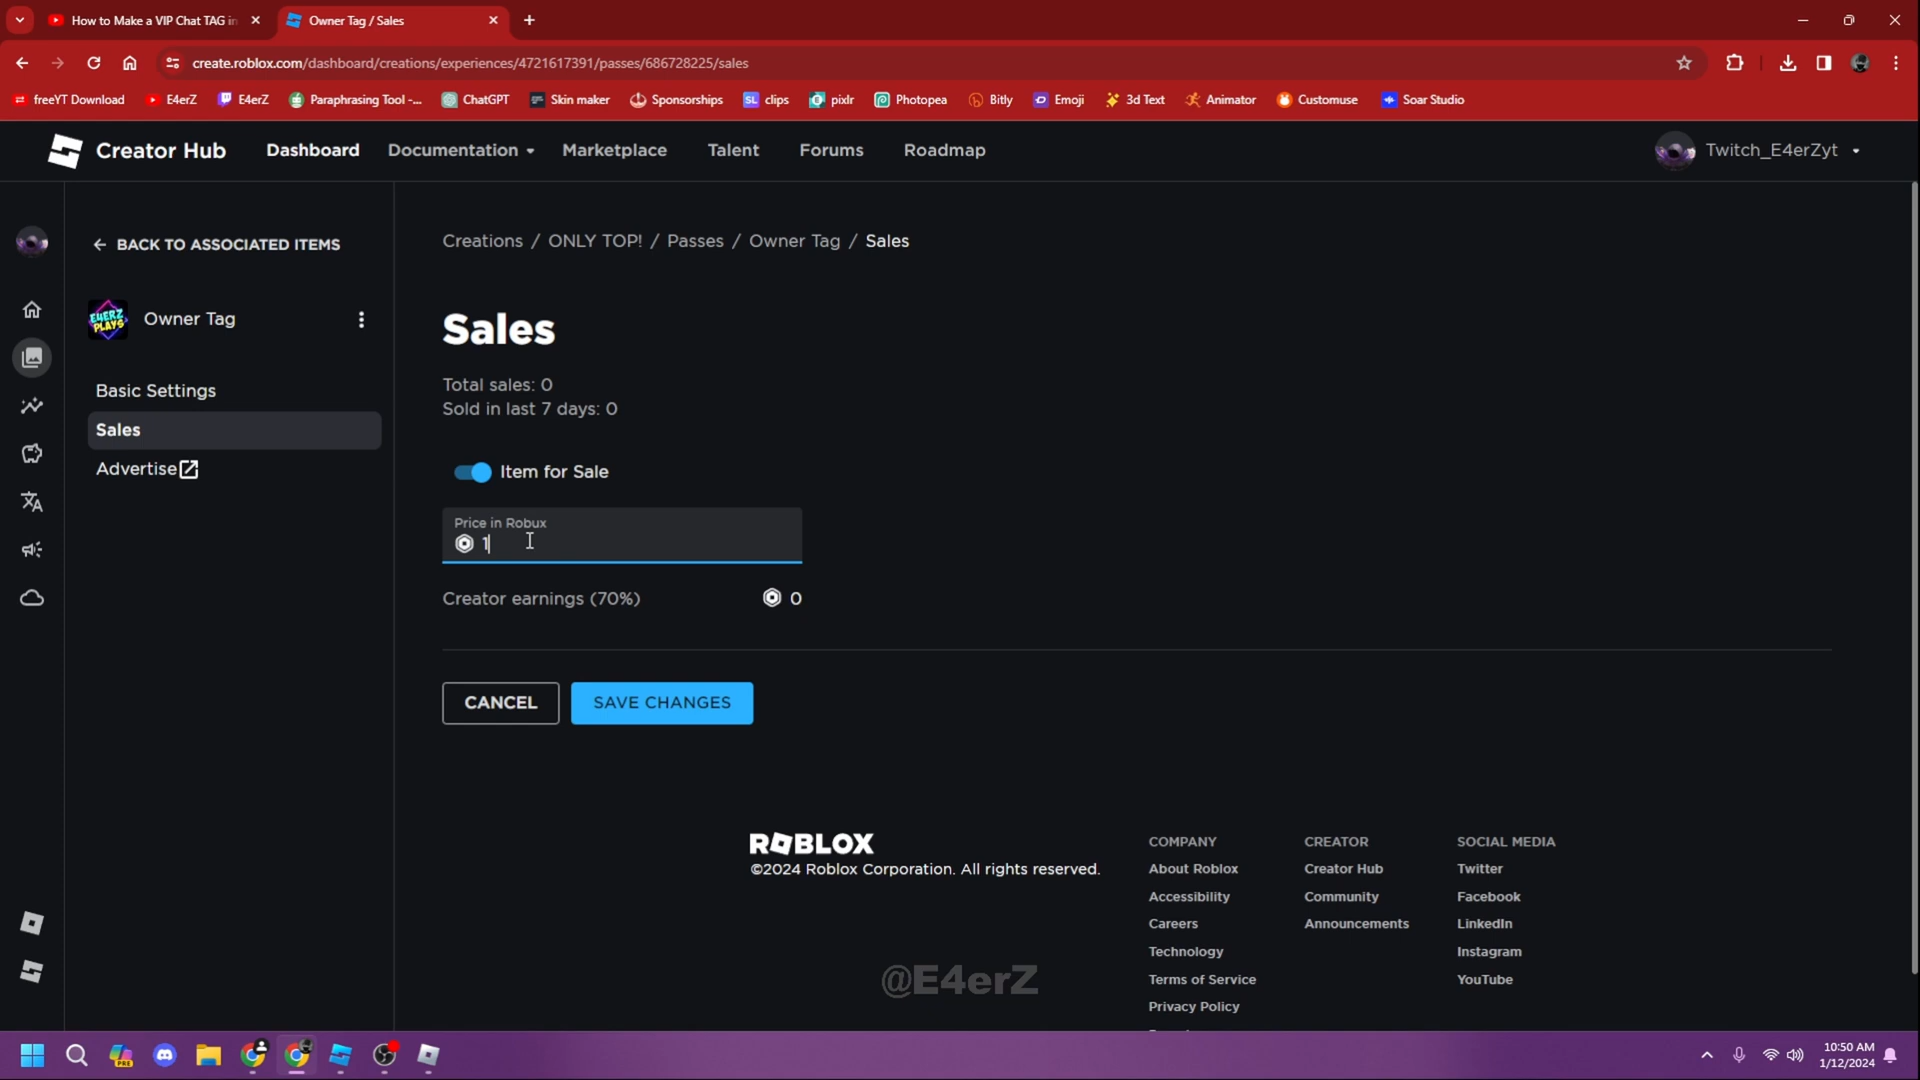 How to Make a VIP Chat TAG in
Owner Tag / Sales
create.roblox.com/dashboard/creations/experiences/4721617391/passes/686728225/sales
freeYT Download
E4erZ
E4erZ
Paraphrasing Tool -...
ChatGPT
Skin maker
Sponsorships
SL clips
pixlr
Photopea
Bitly
Emoji
3d Text
Animator
Customuse
Soar Studio
Creator Hub
Dashboard
Documentation
Marketplace
Talent
Forums
Roadmap
Twitch_E4erZyt
BACK TO ASSOCIATED ITEMS
E4ERZ
PLAYS
Owner Tag
Basic Settings
Sales
Advertise
Creations / ONLY TOP! / Passes / Owner Tag / Sales
Sales
Total sales: 0
Sold in last 7 days: 0
Item for Sale
Price in Robux
1
Creator earnings (70%) 0
CANCEL
SAVE CHANGES
ROBLOX
©2024 Roblox Corporation. All rights reserved.
COMPANY
About Roblox
Accessibility
Careers
Technology
Terms of Service
Privacy Policy
CREATOR
Creator Hub
Community
Announcements
SOCIAL MEDIA
Twitter
Facebook
LinkedIn
Instagram
YouTube
@E4erZ
PRE
10:50 AM
1/12/2024